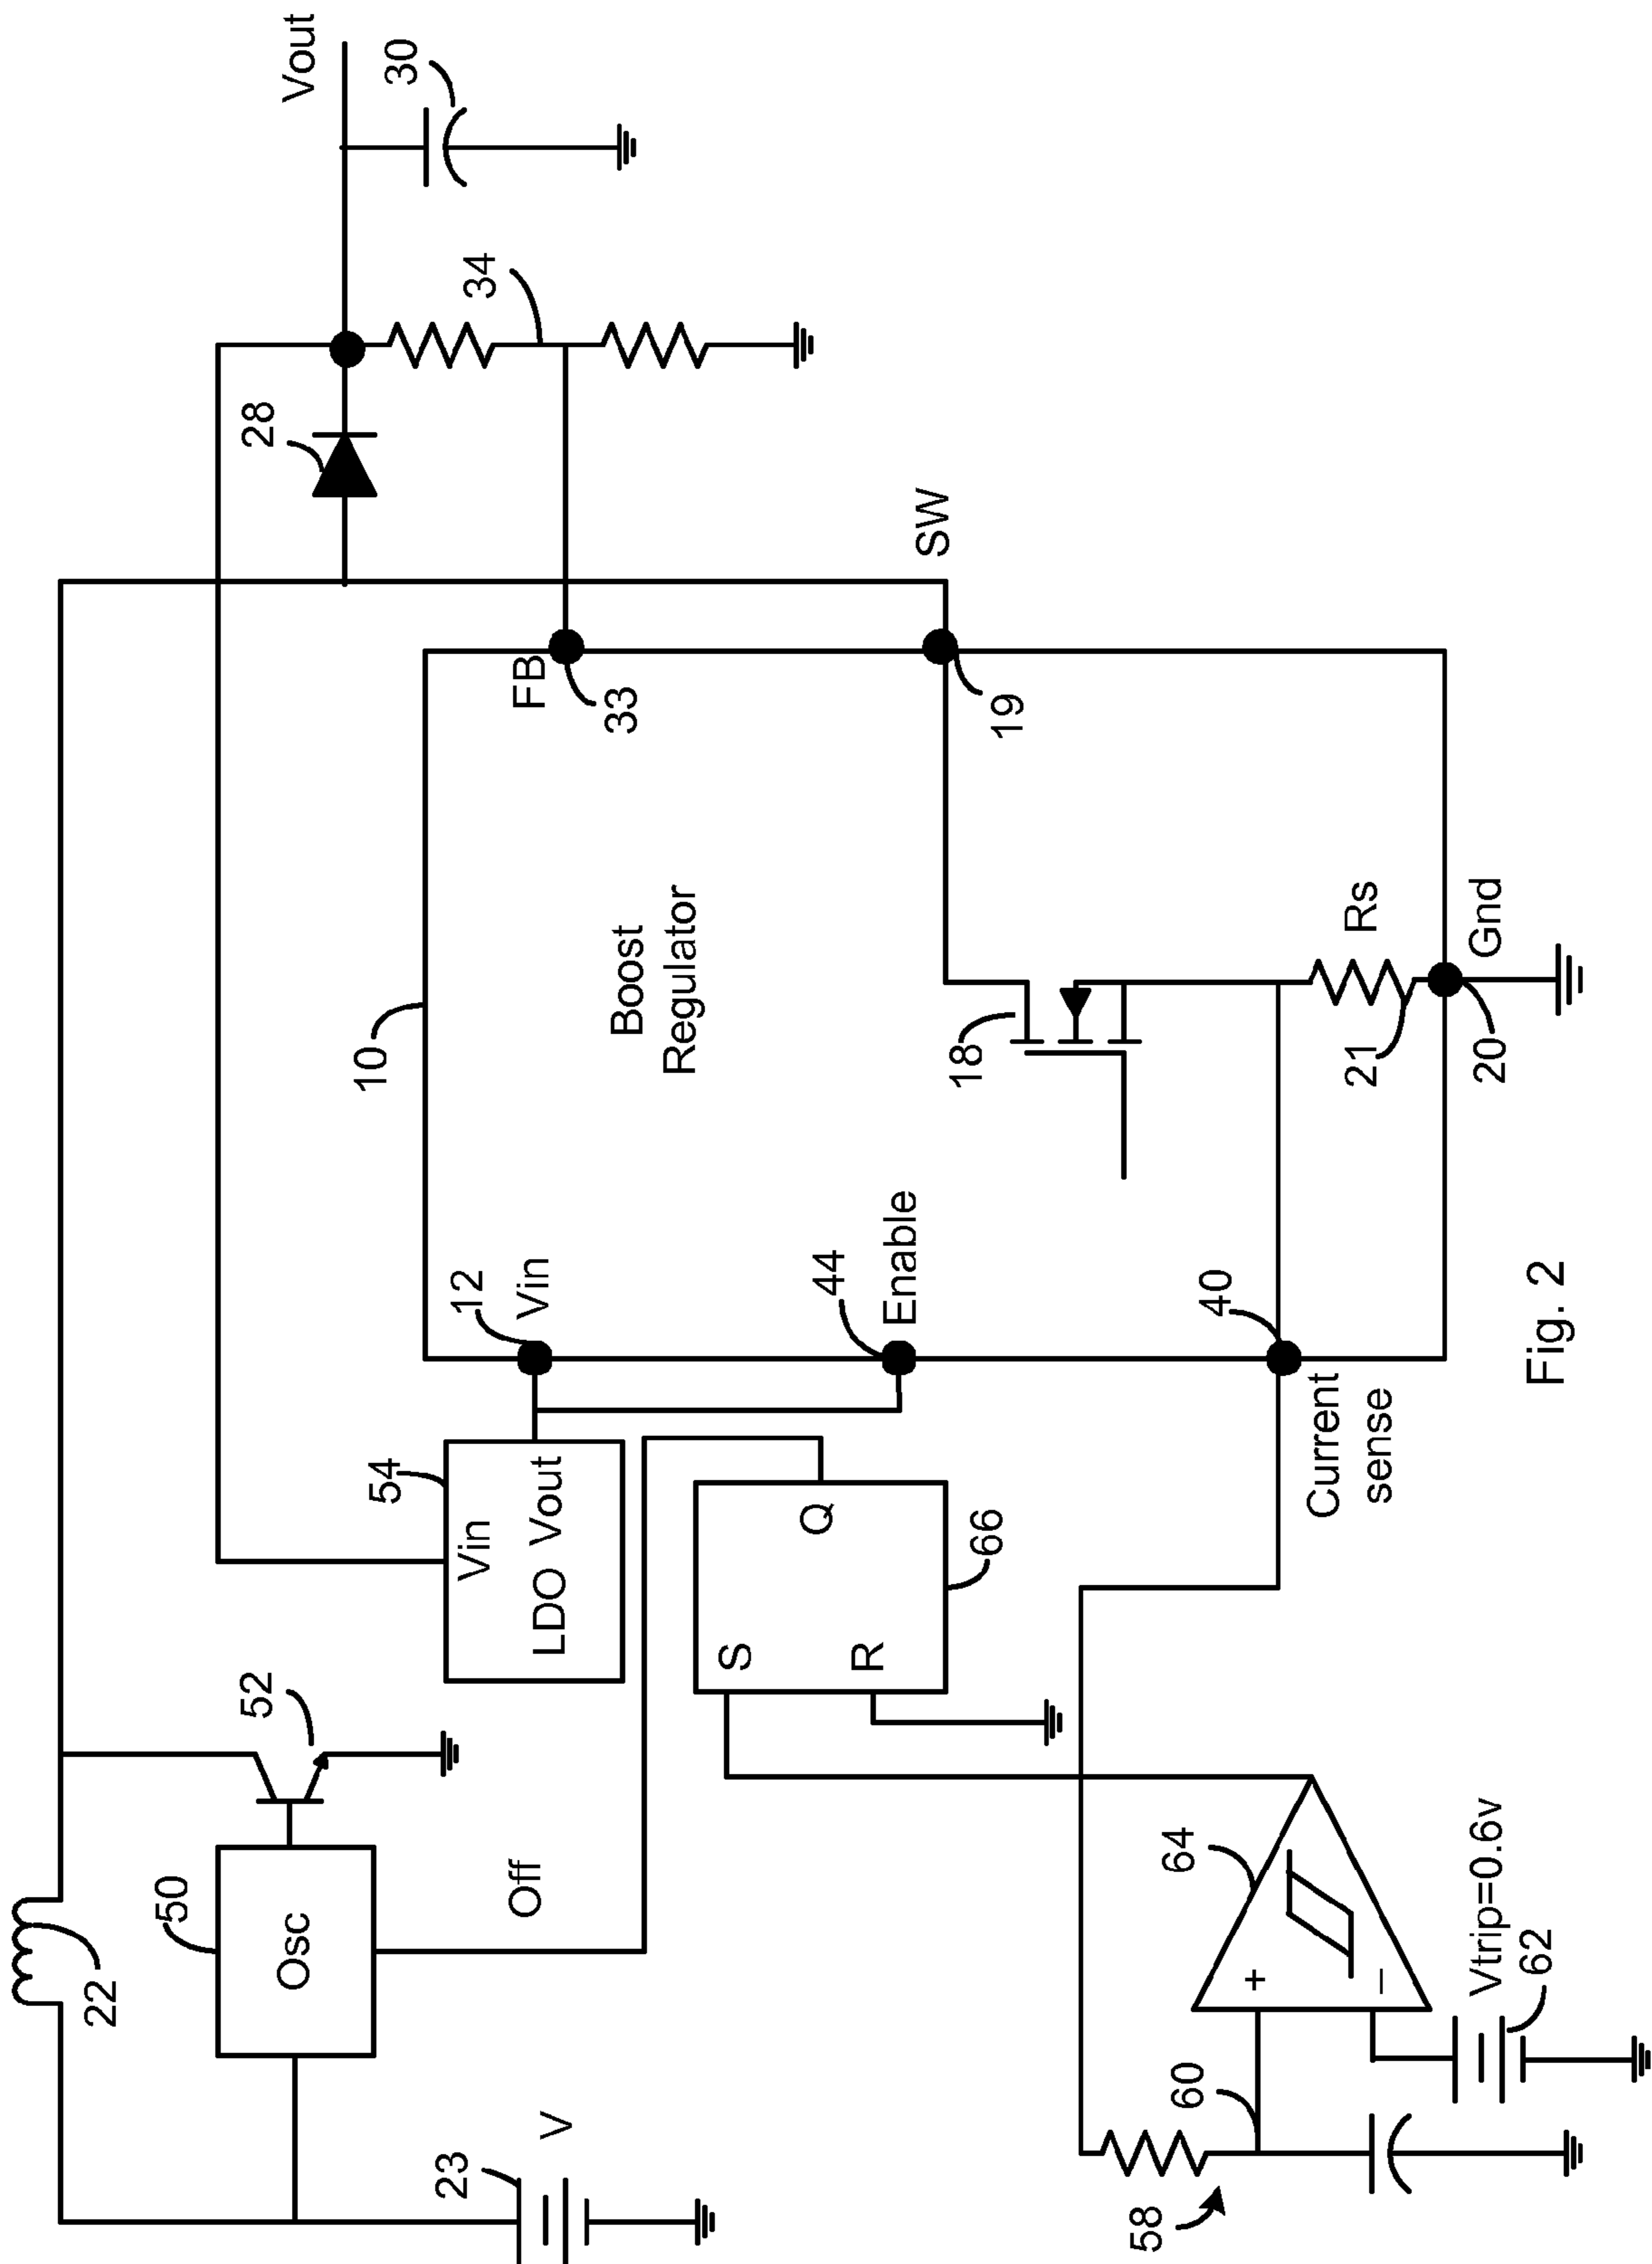 22
50
Osc
52
23
V
Off
54
Vin
LDO Vout
28
Vout
30
34
10
12
Vin
FB
33
Boost
Regulator
S
Q
R
66
44
Enable
SW
19
18
60
58
64
+
−
Vtrip=0.6v
62
Current
sense
40
21
Rs
20
Gnd
Fig. 2